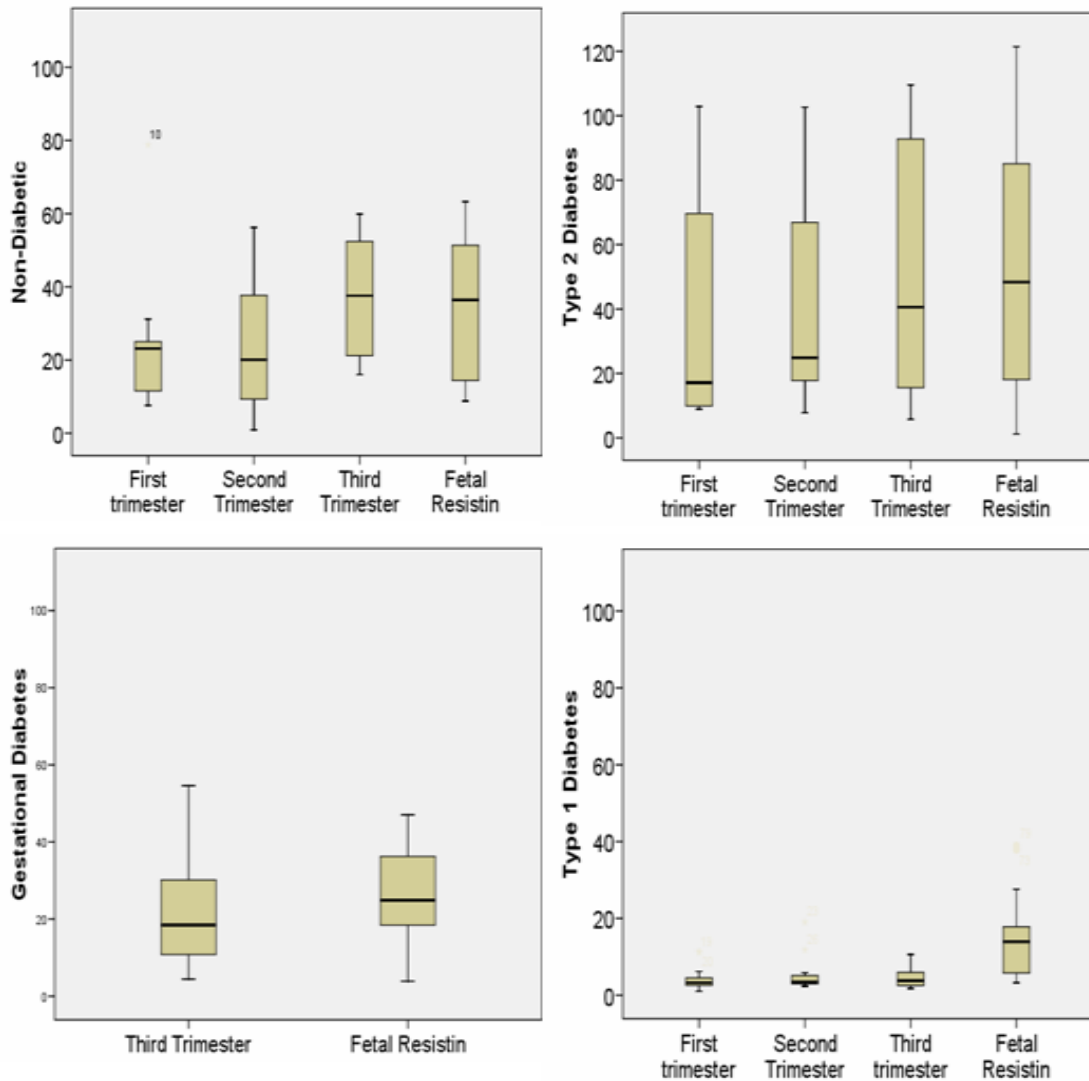 Non-Diabetic
100
80
60
40
20
0
10
First
trimester
Second
Trimester
Third
Trimester
Fetal
Resistin
Type 2 Diabetes
120
100
80
60
40
20
0
First
trimester
Second
Trimester
Third
Trimester
Fetal
Resistin
Gestational Diabetes
100
80
60
40
20
0
Third Trimester
Fetal Resistin
Type 1 Diabetes
100
80
60
40
20
0
First
trimester
Second
Trimester
Third
trimester
Fetal
Resistin